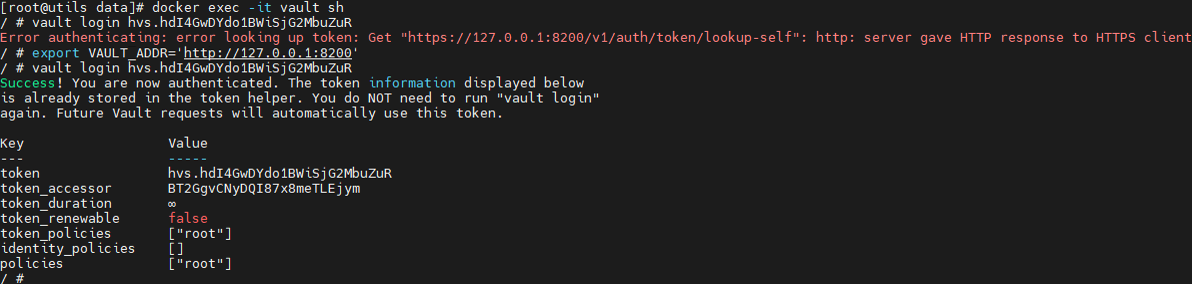 [root@utils data]# docker exec -it vault sh
/ # vault login hvs.hdI4GwDYdo1BWiSjG2MbuZuR
Error authenticating: error looking up token: Get "https://127.0.0.1:8200/v1/auth/token/lookup-self": http: server gave HTTP response to HTTPS client
/ # export VAULT_ADDR='http://127.0.0.1:8200'
/ # vault login hvs.hdI4GwDYdo1BWiSjG2MbuZuR
Success! You are now authenticated. The token information displayed below
is already stored in the token helper. You do NOT need to run "vault login"
again. Future Vault requests will automatically use this token.
Key                  Value
---                  -----
token                hvs.hdI4GwDYdo1BWiSjG2MbuZuR
token_accessor       BT2GgvCNyDQI87x8meTLEjym
token_duration       ∞
token_renewable      false
token_policies       ["root"]
identity_policies    []
policies             ["root"]
/ #